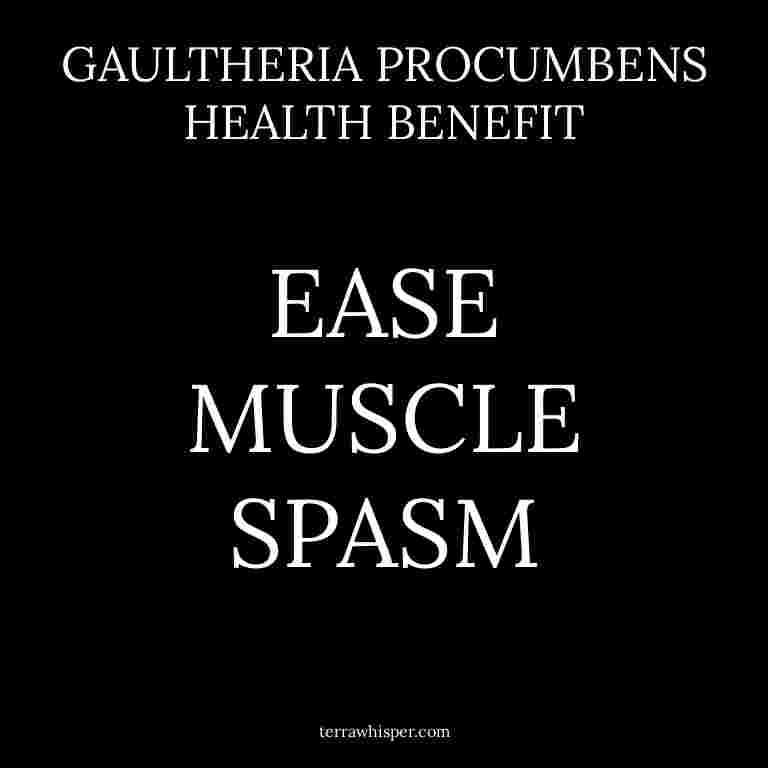 GAULTHERIA PROCUMBENS
HEALTH BENEFIT
EASE
MUSCLE
SPASM
terrawhisper.com